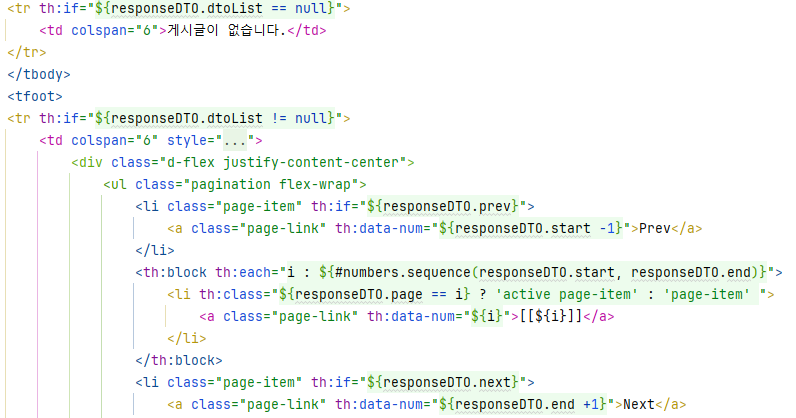 <tr th:if="${responseDTO.dtoList == null}">
<td colspan="6">게시글이 없습니다.</td>
</tr>
</tbody>
<tfoot>
<tr th:if="${responseDTO.dtoList != null}">
<td colspan="6" style="...">
<div class="d-flex justify-content-center">
<ul class="pagination flex-wrap">
<li class="page-item" th:if="${responseDTO.prev}">
<a class="page-link" th:data-num="${responseDTO.start -1}">Prev</a>
</li>
<th:block th:each="i : ${#numbers.sequence(responseDTO.start, responseDTO.end)}">
<li th:class="${responseDTO.page == i} ? 'active page-item' : 'page-item' ">
<a class="page-link" th:data-num="${i}">[[${i}]]</a>
</li>
</th:block>
<li class="page-item" th:if="${responseDTO.next}">
<a class="page-link" th:data-num="${responseDTO.end +1}">Next</a>